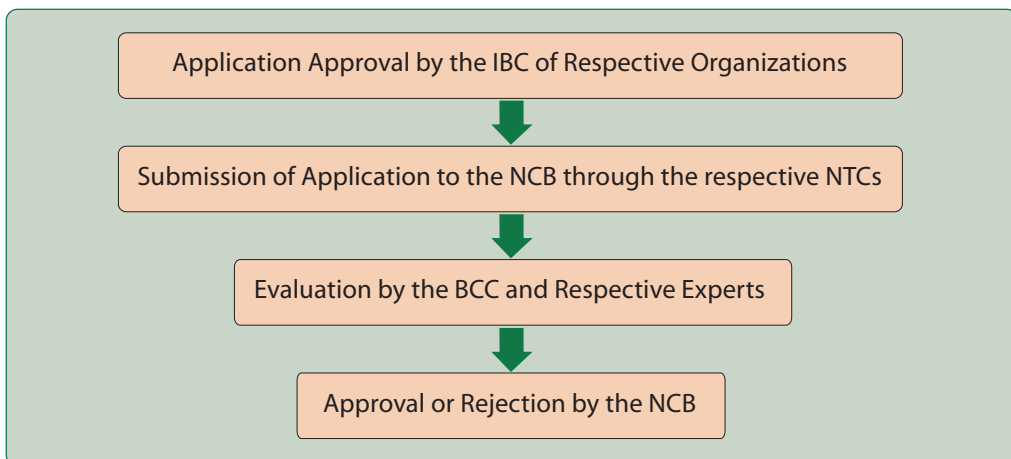 Application Approval by the IBC of Respective Organizations
Submission of Application to the NCB through the respective NTCs
Evaluation by the BCC and Respective Experts
Approval or Rejection by the NCB